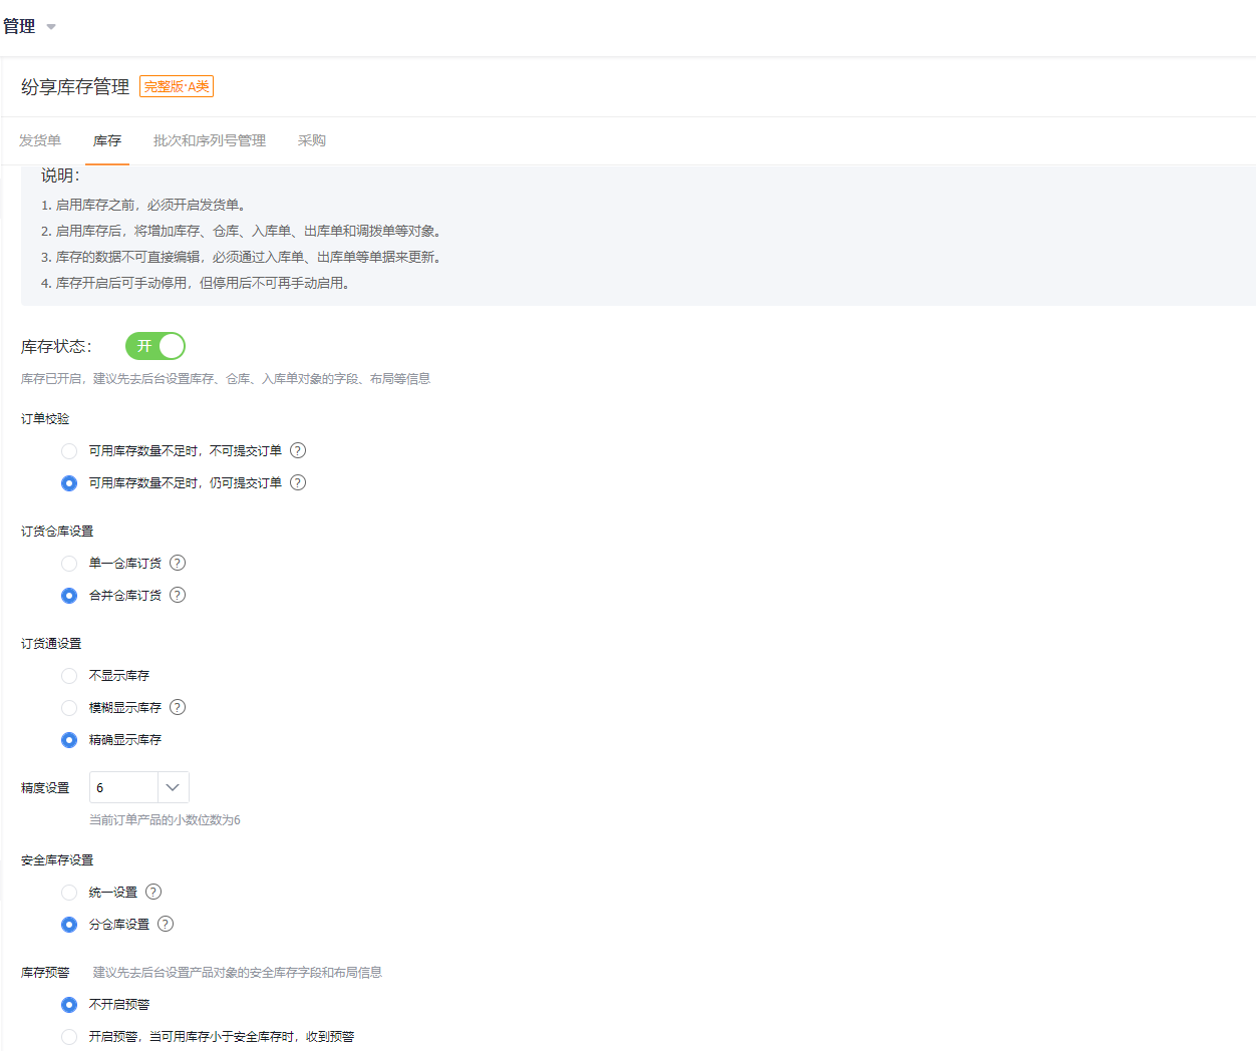 管理
纷享库存管理 完整版·A类
发货单 库存 批次和序列号管理 采购
说明:
1. 启用库存之前，必须开启发货单。
2. 启用库存后，将增加库存、仓库、入库单、出库单和调拨单等对象。
3. 库存的数据不可直接编辑，必须通过入库单、出库单等单据来更新。
4. 库存开启后可手动停用，但停用后不可再手动启用。
库存状态: 开
库存已开启，建议先去后台设置库存、仓库、入库单对象的字段、布局等信息
订单校验
可用库存数量不足时，不可提交订单 ?
可用库存数量不足时，仍可提交订单 ?
订货仓库设置
单一仓库订货 ?
合并仓库订货 ?
订货通设置
不显示库存
模糊显示库存 ?
精确显示库存
精度设置 6
当前订单产品的小数位数为6
安全库存设置
统一设置 ?
分仓库设置 ?
库存预警 建议先去后台设置产品对象的安全库存字段和布局信息
不开启预警
开启预警，当可用库存小于安全库存时，收到预警